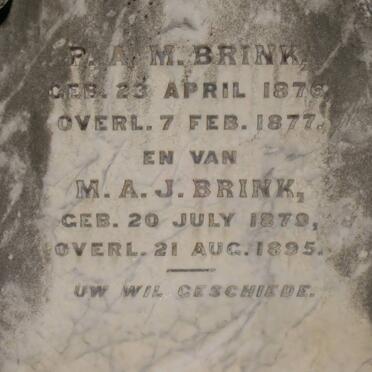 P. A. M. BRINK,
GEB. 23 APRIL 1876
OVERL. 7 FEB. 1877.
EN VAN
M. A. J. BRINK,
GEB. 20 JULY 1879,
OVERL. 21 AUG. 1895.
UW WIL GESCHIEDE.